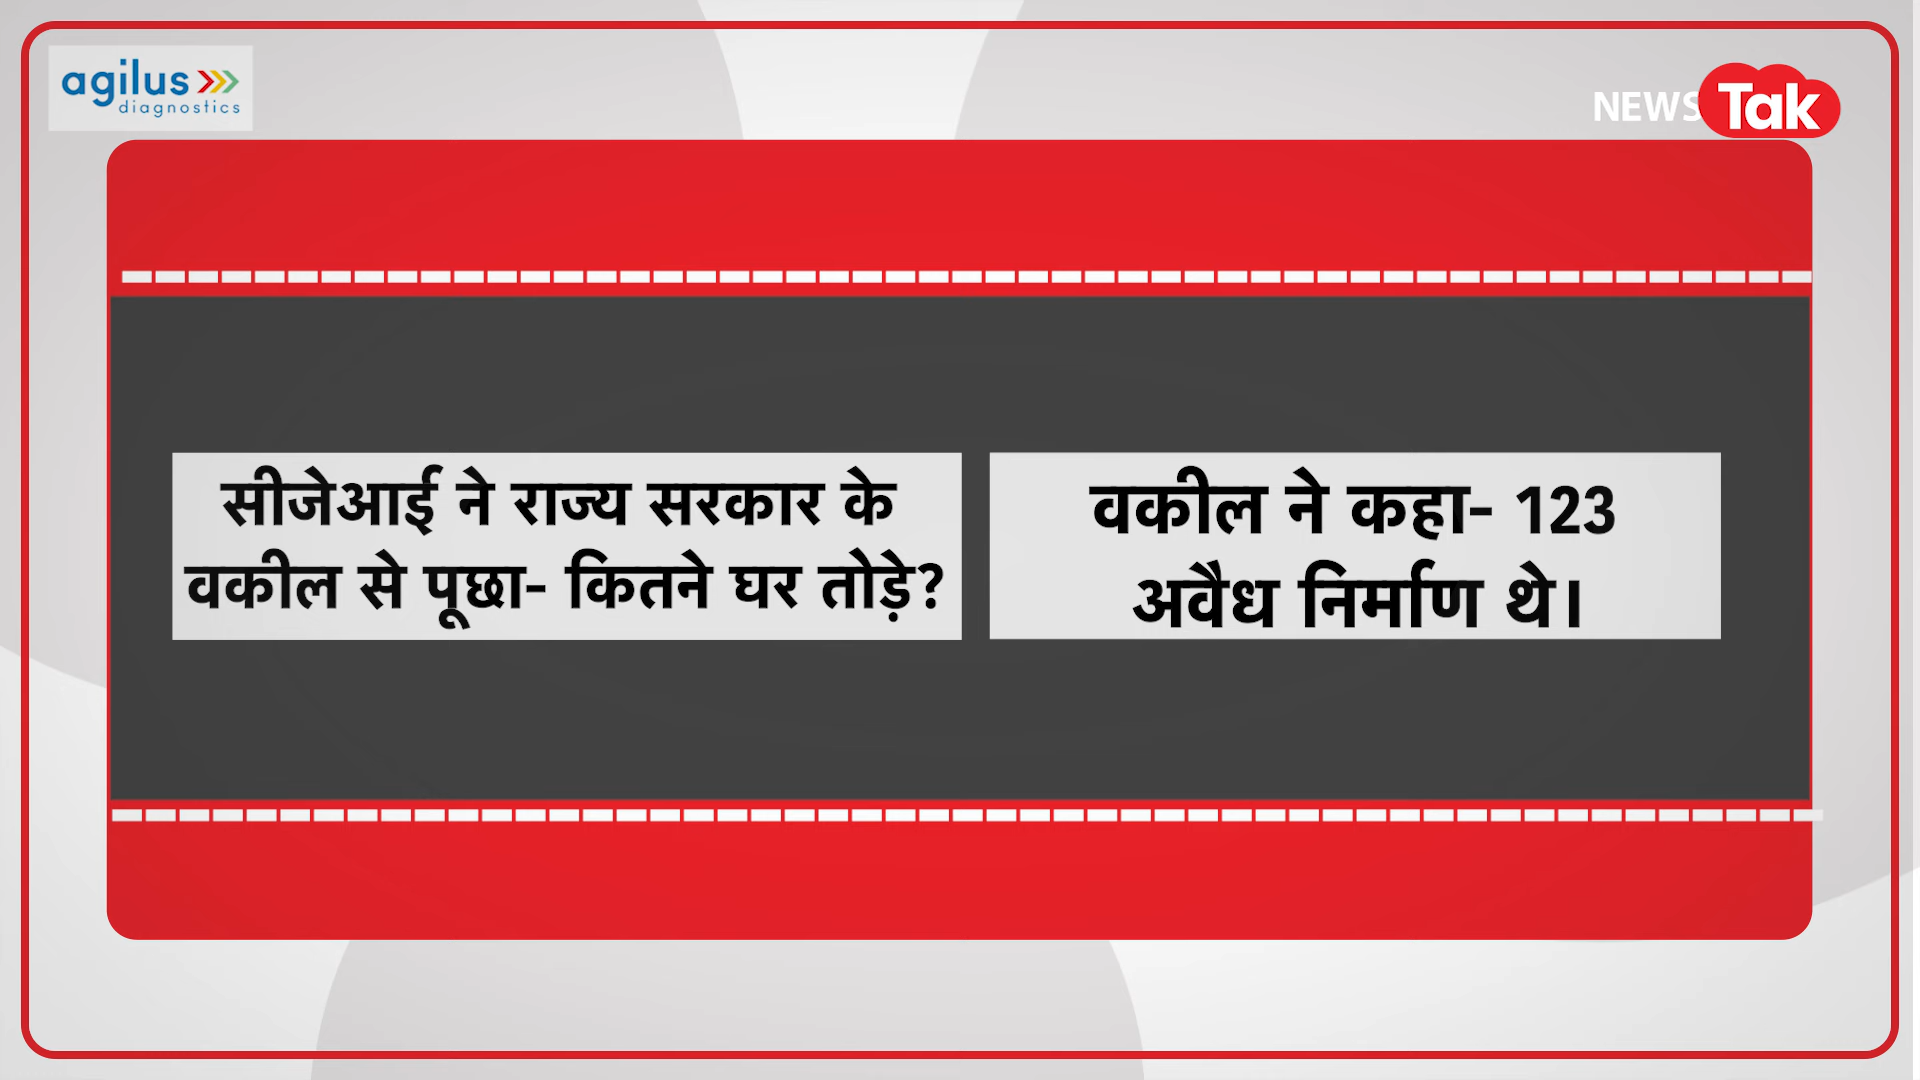 agilus
diagnostics
NEWS Tak
सीजेआई ने राज्य सरकार के
वकील से पूछा- कितने घर तोड़े?
वकील ने कहा- 123
अवैध निर्माण थे।